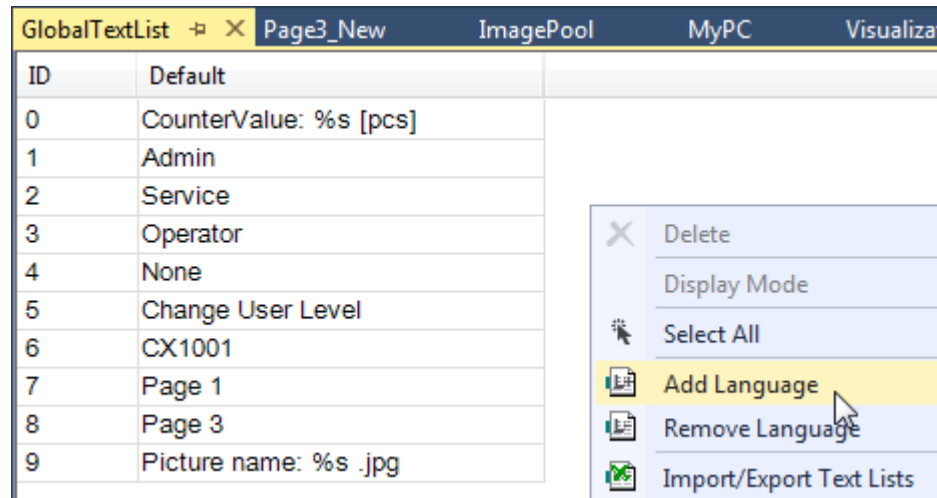 GlobalTextList Page3_New ImagePool MyPC Visualiza
ID Default
0 CounterValue: %s [pcs]
1 Admin
2 Service
3 Operator
4 None
5 Change User Level
6 CX1001
7 Page 1
8 Page 3
9 Picture name: %s .jpg
Delete
Display Mode
Select All
Add Language
Remove Language
Import/Export Text Lists